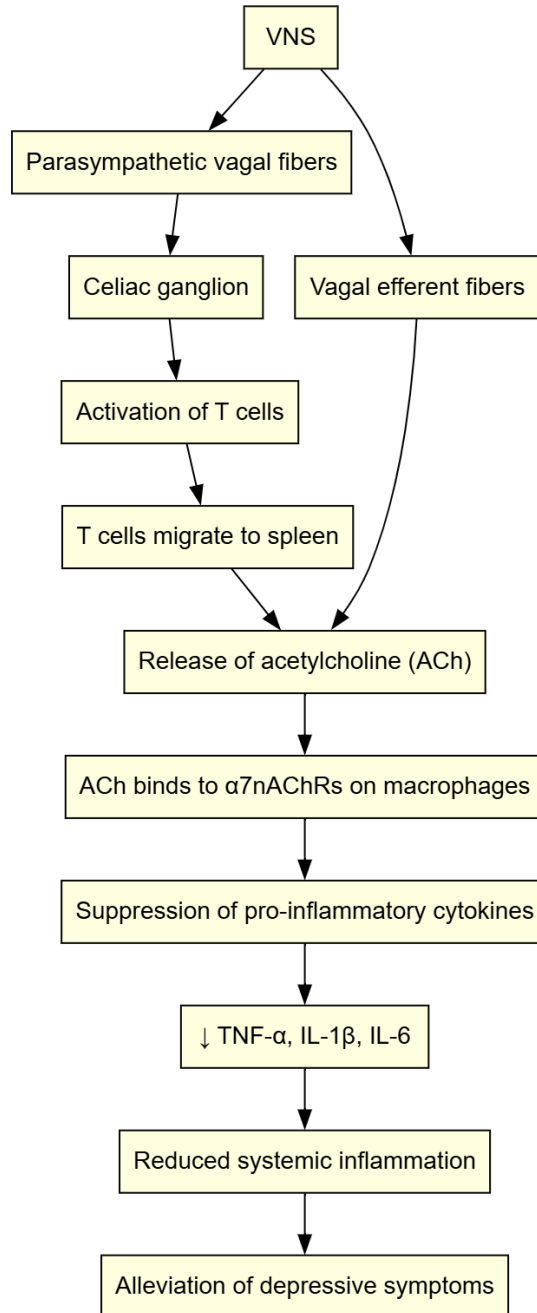 VNS
Parasympathetic vagal fibers
Celiac ganglion
Vagal efferent fibers
Activation of T cells
T cells migrate to spleen
Release of acetylcholine (ACh)
ACh binds to α7nAChRs on macrophages
Suppression of pro-inflammatory cytokines
↓ TNF-α, IL-1β, IL-6
Reduced systemic inflammation
Alleviation of depressive symptoms